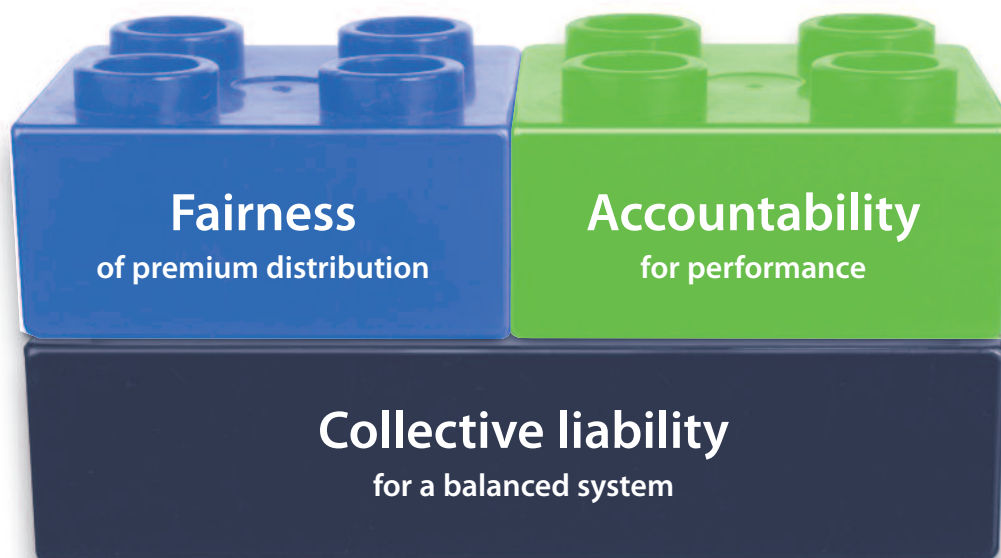 Fairness
of premium distribution
Accountability
for performance
Collective liability
for a balanced system